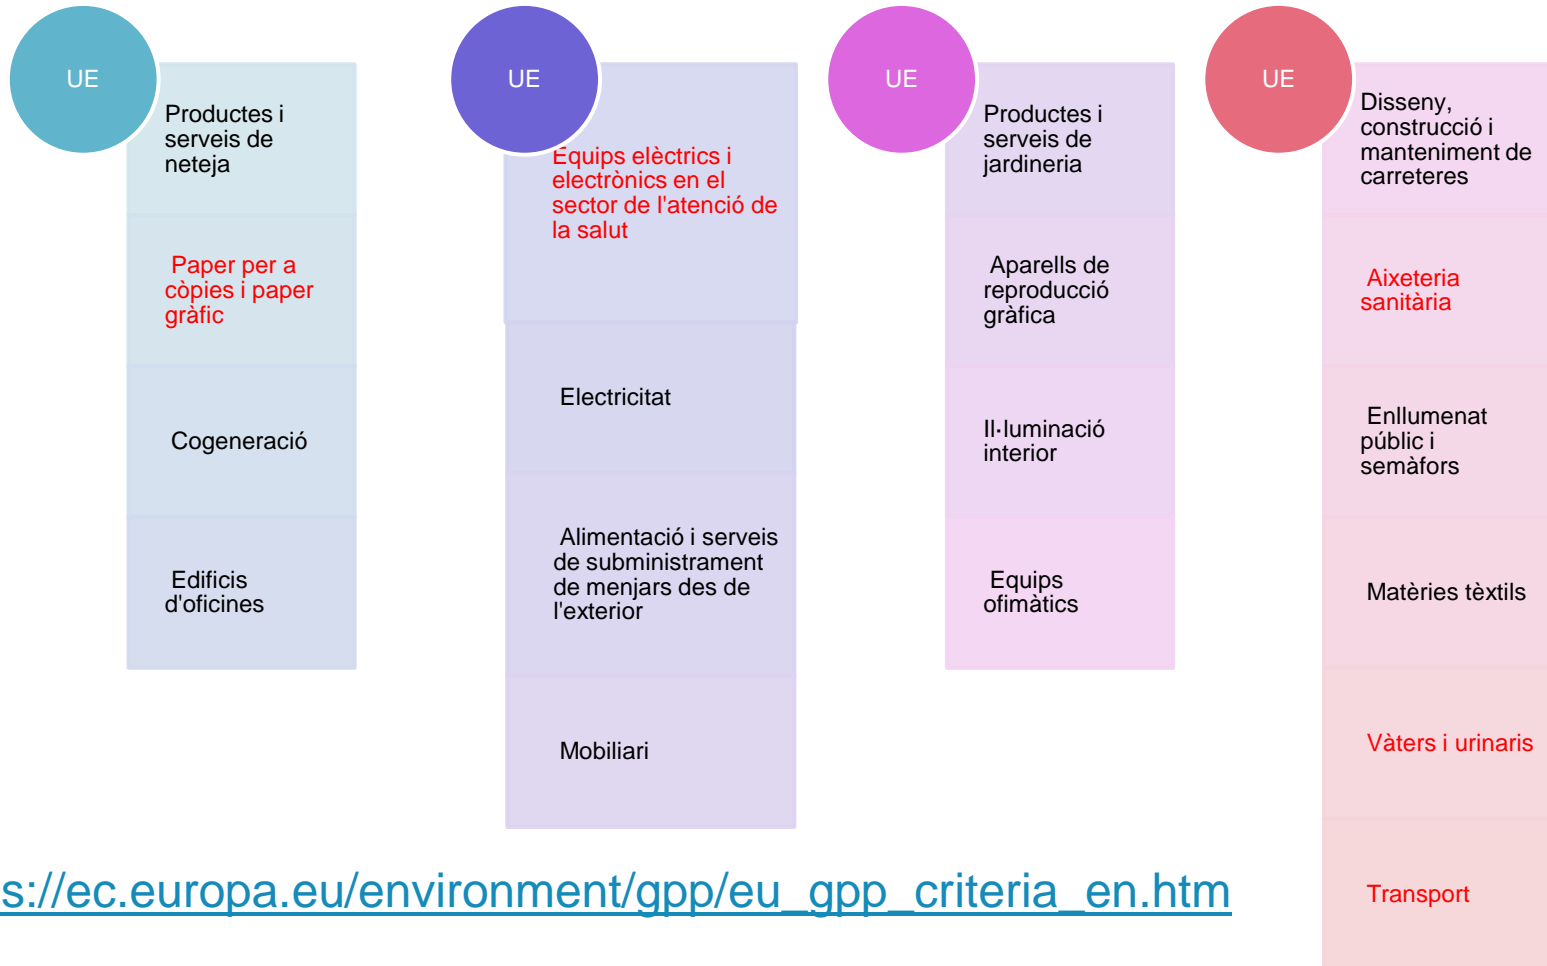 UE
Productes i
serveis de
neteja
Paper per a
còpies i paper
gràfic
Cogeneració
Edificis
d'oficines
UE
Equips elèctrics i
electrònics en el
sector de l'atenció de
la salut
Electricitat
Alimentació i serveis
de subministrament
de menjars des de
l'exterior
Mobiliari
UE
Productes i
serveis de
jardineria
Aparells de
reproducció
gràfica
Il·luminació
interior
Equips
ofimàtics
UE
Disseny,
construcció i
manteniment de
carreteres
Aixeteria
sanitària
Enllumenat
públic i
semàfors
Matèries tèxtils
Vàters i urinaris
Transport
s://ec.europa.eu/environment/gpp/eu_gpp_criteria_en.htm